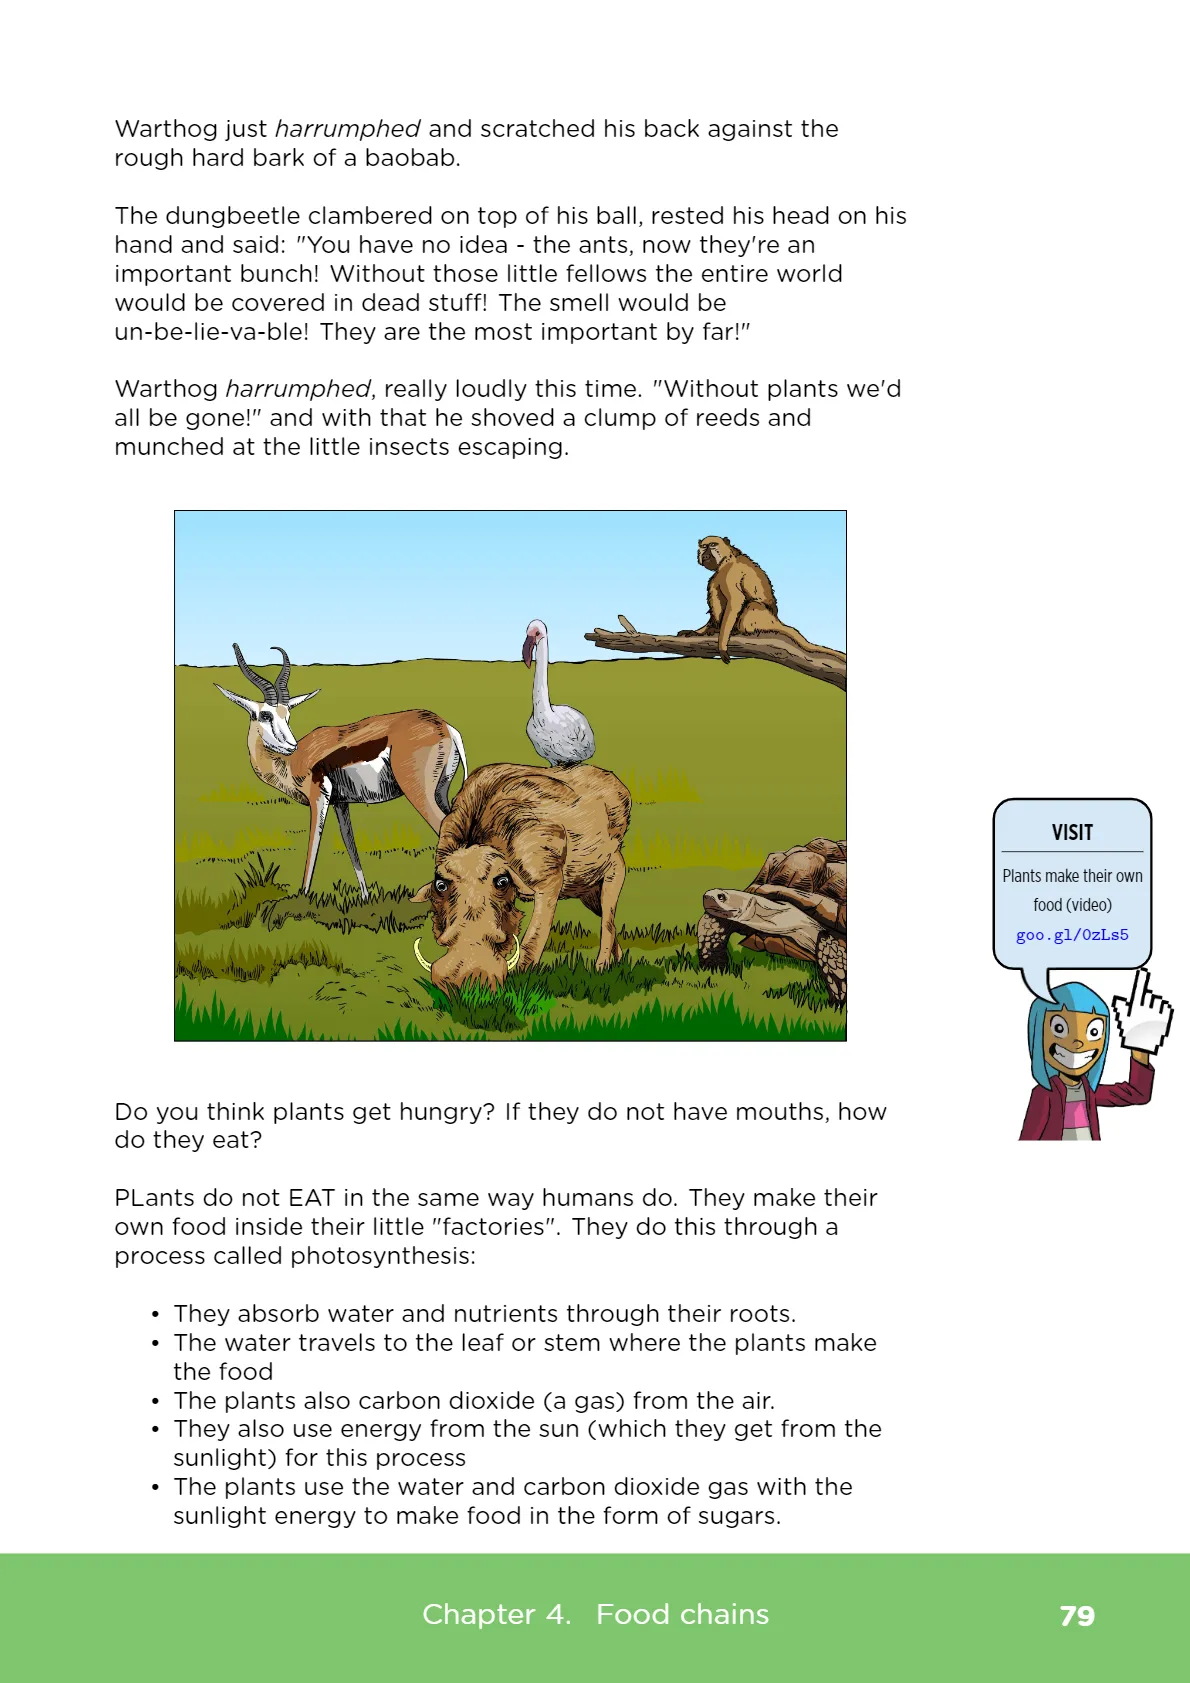 Warthog just harrumphed and scratched his back against the
rough hard bark of a baobab.
The dungbeetle clambered on top of his ball, rested his head on his
hand and said: "You have no idea - the ants, now they're an
important bunch! Without those little fellows the entire world
would be covered in dead stuff! The smell would be
un-be-lie-va-ble! They are the most important by far!"
Warthog harrumphed, really loudly this time. "Without plants we'd
all be gone!" and with that he shoved a clump of reeds and
munched at the little insects escaping.
VISIT
Plants make their own
food (video)
goo.gl/0zLs5
Do you think plants get hungry? If they do not have mouths, how
do they eat?
PLants do not EAT in the same way humans do. They make their
own food inside their little "factories". They do this through a
process called photosynthesis:
• They absorb water and nutrients through their roots.
• The water travels to the leaf or stem where the plants make
the food
• The plants also carbon dioxide (a gas) from the air.
• They also use energy from the sun (which they get from the
sunlight) for this process
• The plants use the water and carbon dioxide gas with the
sunlight energy to make food in the form of sugars.
Chapter 4. Food chains
79